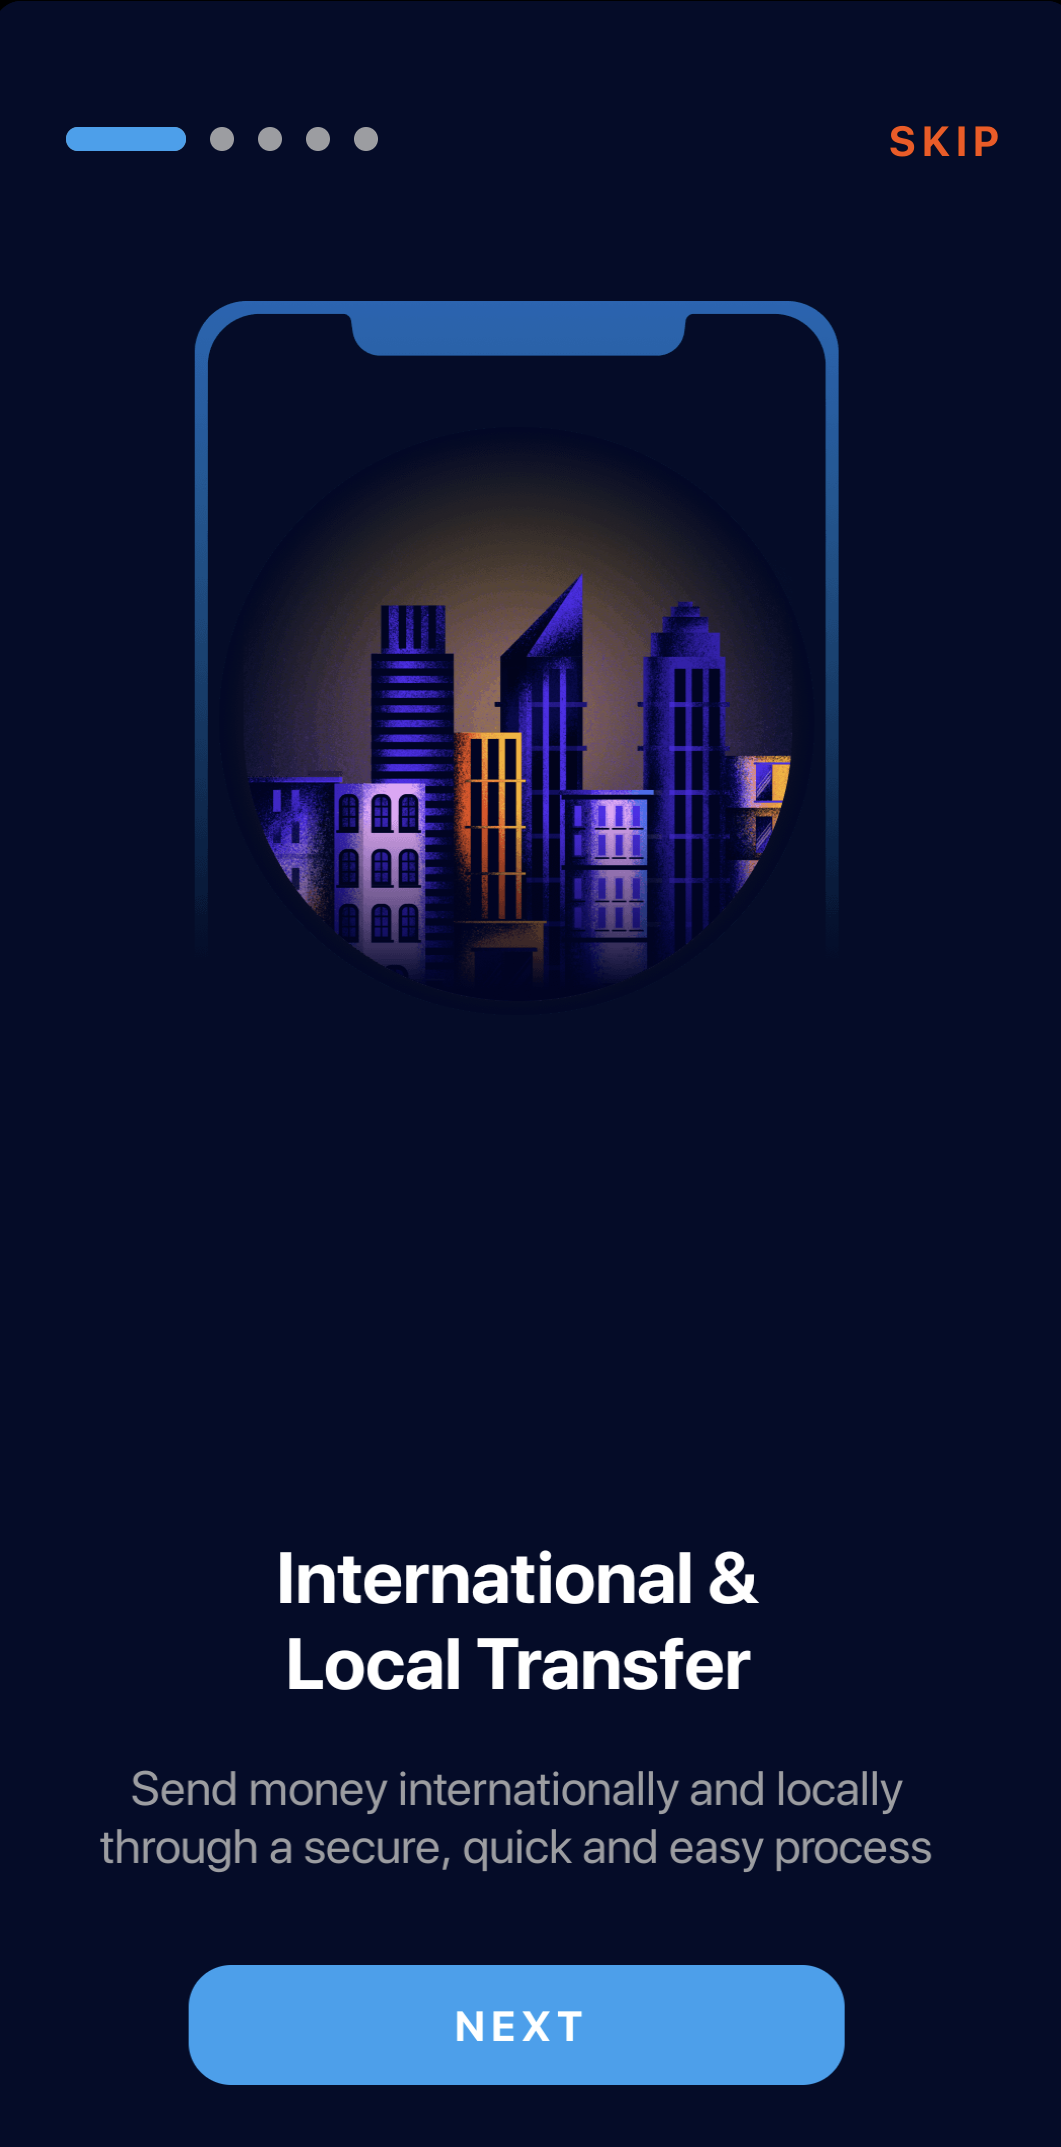 SKIP
International &
Local Transfer
Send money internationally and locally
through a secure, quick and easy process
NEXT